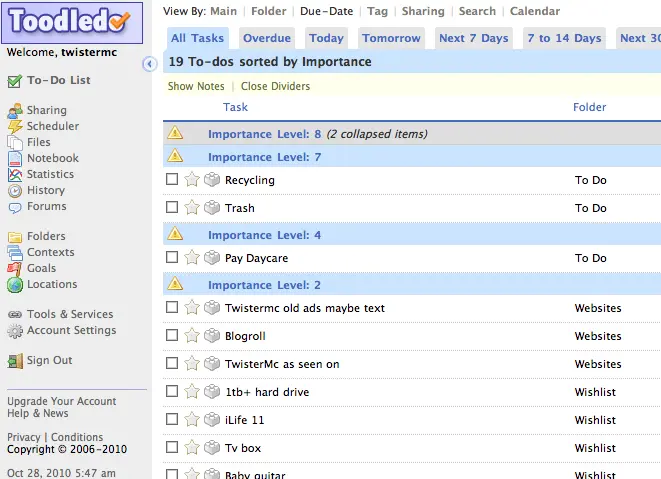 Toodledo
Welcome, twistermc
To-Do List
Sharing
Scheduler
Files
Notebook
Statistics
History
Forums
Folders
Contexts
Goals
Locations
Tools & Services
Account Settings
Sign Out
Upgrade Your Account
Help & News
Privacy | Conditions
Copyright © 2006-2010
Oct 28, 2010 5:47 am
View By: Main | Folder | Due-Date | Tag | Sharing | Search | Calendar
All Tasks Overdue Today Tomorrow Next 7 Days 7 to 14 Days Next 30
19 To-dos sorted by Importance
Show Notes | Close Dividers
Task Folder
Importance Level: 8 (2 collapsed items)
Importance Level: 7
Recycling To Do
Trash To Do
Importance Level: 4
Pay Daycare To Do
Importance Level: 2
Twistermc old ads maybe text Websites
Blogroll Websites
TwisterMc as seen on Websites
1tb+ hard drive Wishlist
iLife 11 Wishlist
Tv box Wishlist
Baby guitar Wishlist